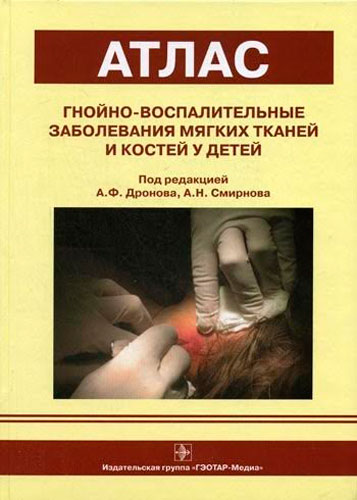 АТЛАС
ГНОЙНО-ВОСПАЛИТЕЛЬНЫЕ
ЗАБОЛЕВАНИЯ МЯГКИХ ТКАНЕЙ
И КОСТЕЙ У ДЕТЕЙ
Под редакцией
А.Ф. Дронова, А.Н. Смирнова
Издательская группа «ГЭОТАР-Медиа»